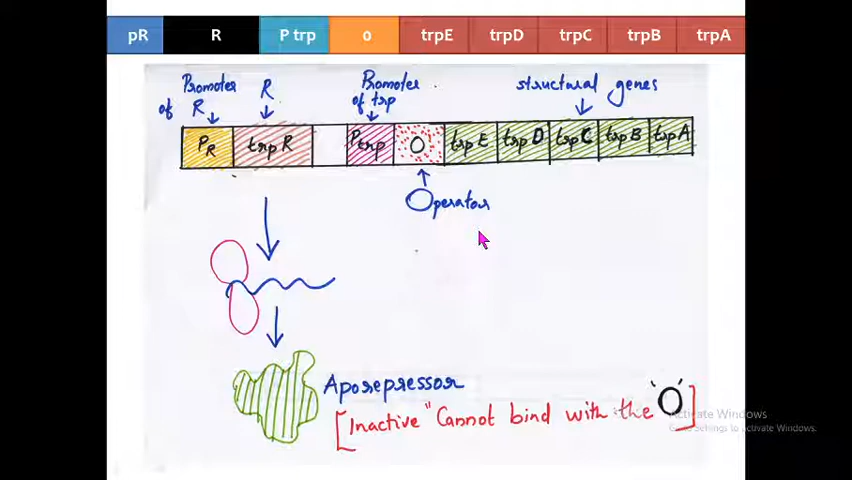 pR R P trp o trpE trpD trpC trpB trpA
Promoter of R R Promoter of trp structural genes
PR trp R Ptrp O trpE trpD trpC trpB trpA
Operator
Aporepressor
[Inactive "Cannot bind with the 'O']
Activate Windows
Go to Settings to activate Windows.